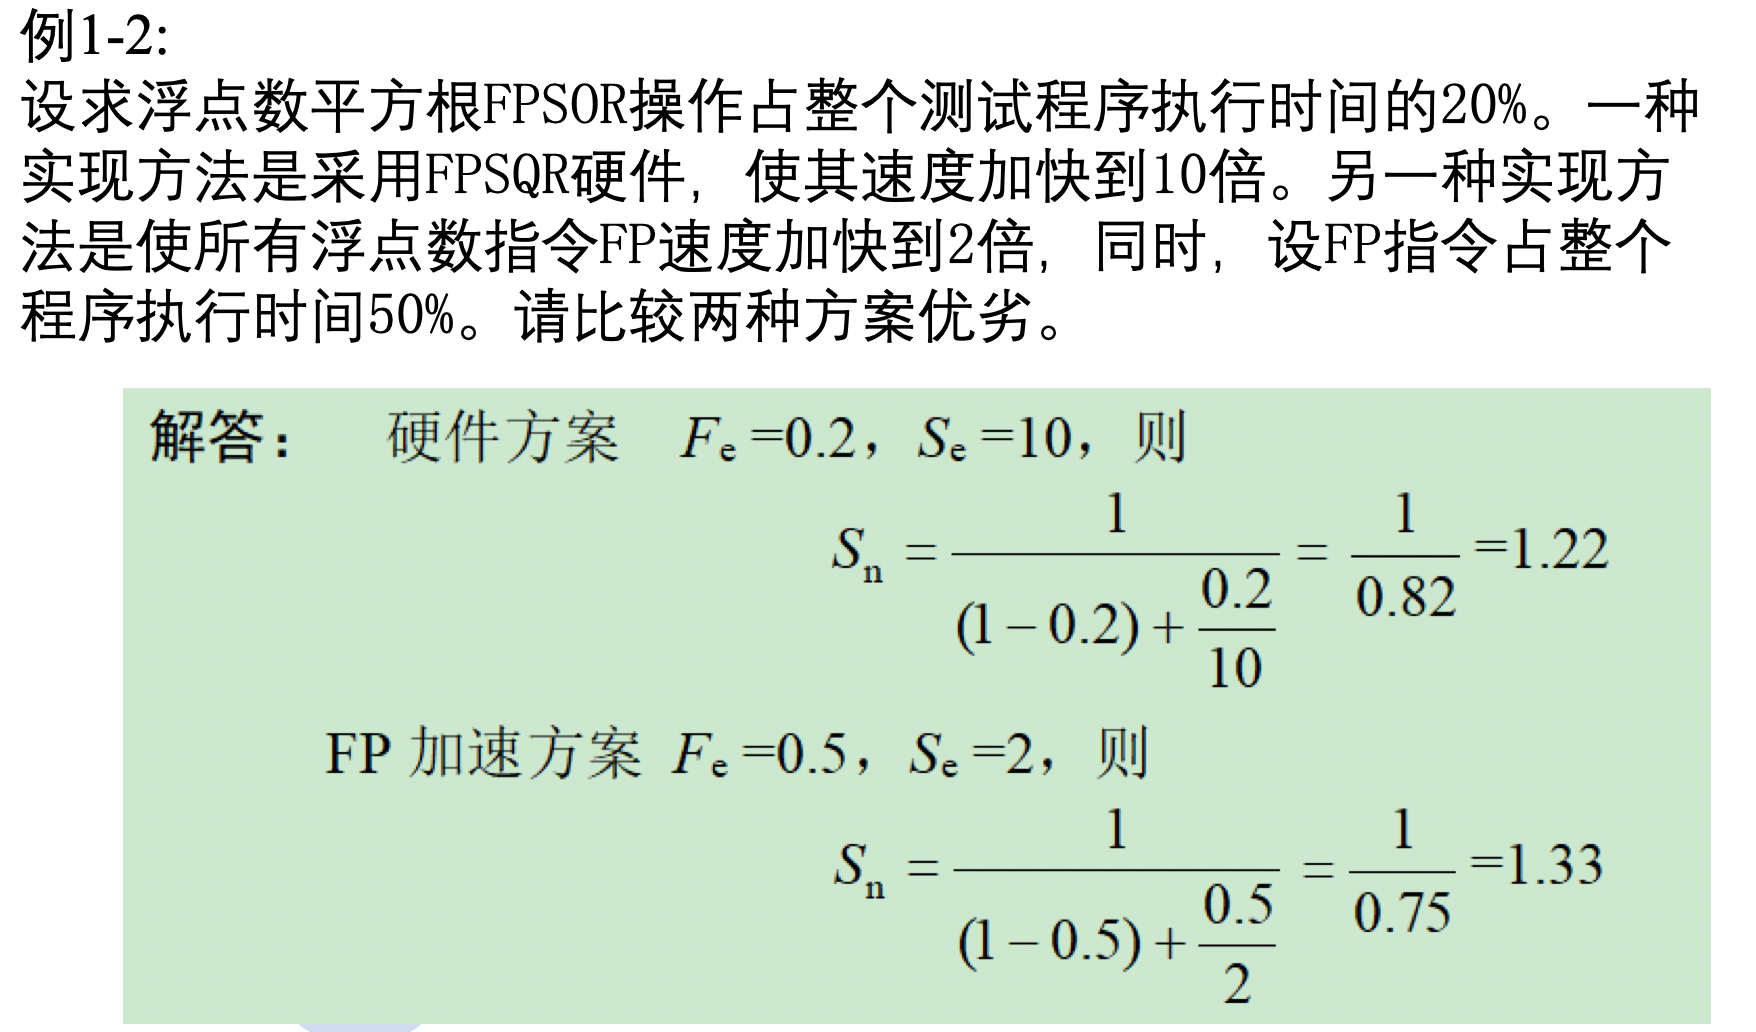 例1-2:
设求浮点数平方根FPSOR操作占整个测试程序执行时间的20%。一种
实现方法是采用FPSQR硬件，使其速度加快到10倍。另一种实现方
法是使所有浮点数指令FP速度加快到2倍，同时，设FP指令占整个
程序执行时间50%。请比较两种方案优劣。
解答： 硬件方案 Fe=0.2，Se=10，则
Sn = 1 / ((1−0.2) + 0.2/10) = 1/0.82 =1.22
FP 加速方案 Fe=0.5，Se=2，则
Sn = 1 / ((1−0.5) + 0.5/2) = 1/0.75 =1.33